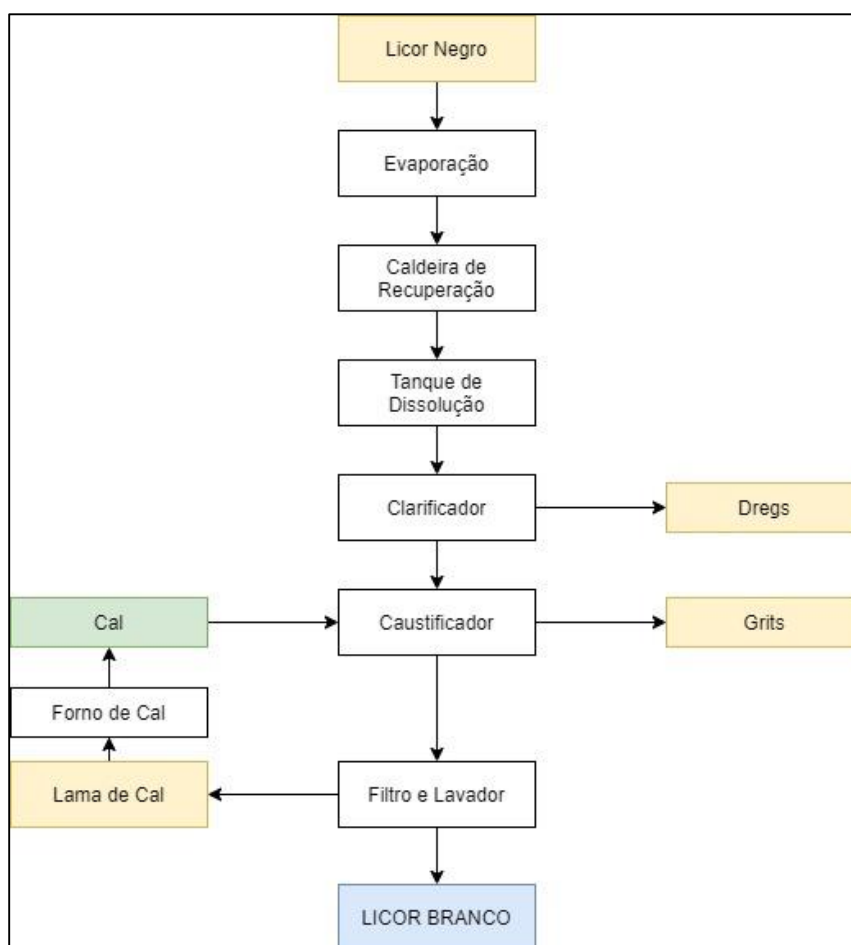 Licor Negro
Evaporação
Caldeira de
Recuperação
Tanque de
Dissolução
Clarificador
Dregs
Cal
Caustificador
Grits
Forno de Cal
Lama de Cal
Filtro e Lavador
LICOR BRANCO